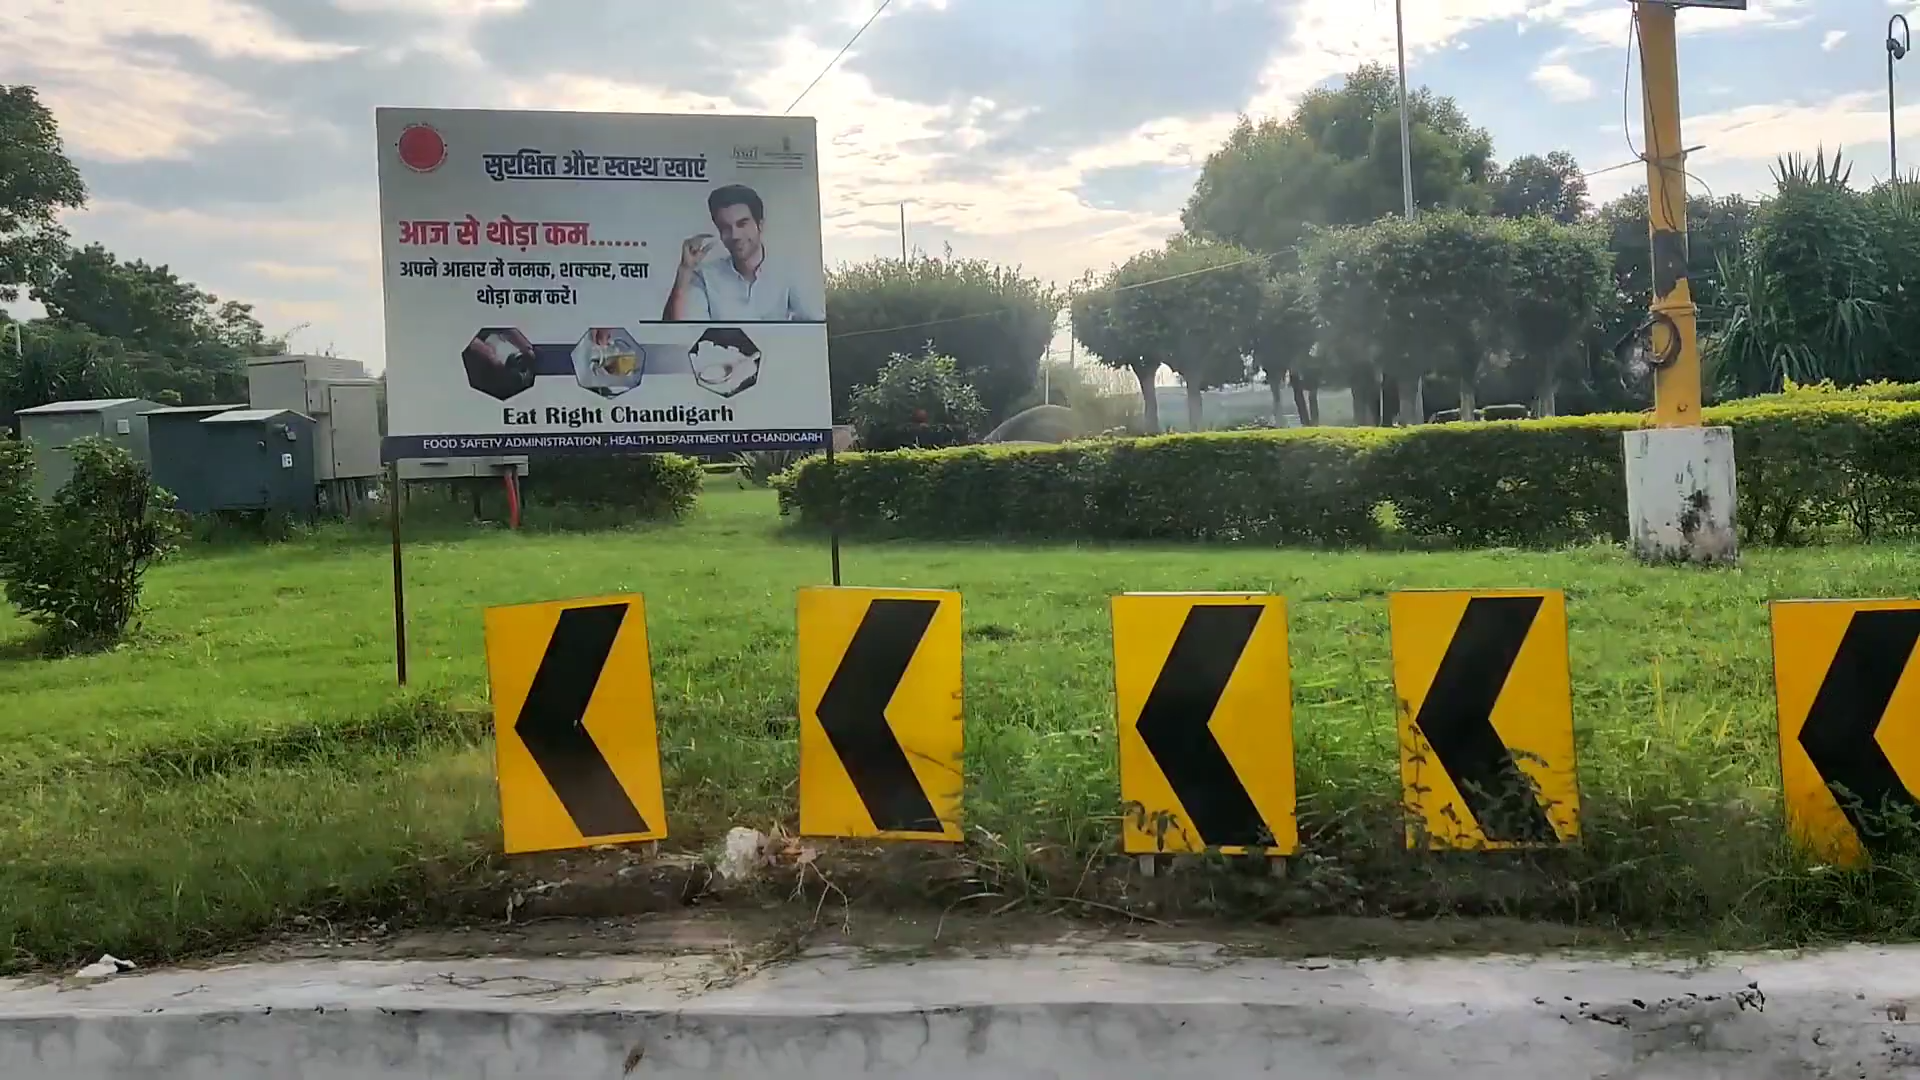 सुरक्षित और स्वस्थ खाएं
fssai
आज से थोड़ा कम.......
अपने आहार में नमक, शक्कर, वसा
थोड़ा कम करें।
Eat Right Chandigarh
FOOD SAFETY ADMINISTRATION , HEALTH DEPARTMENT U.T CHANDIGARH